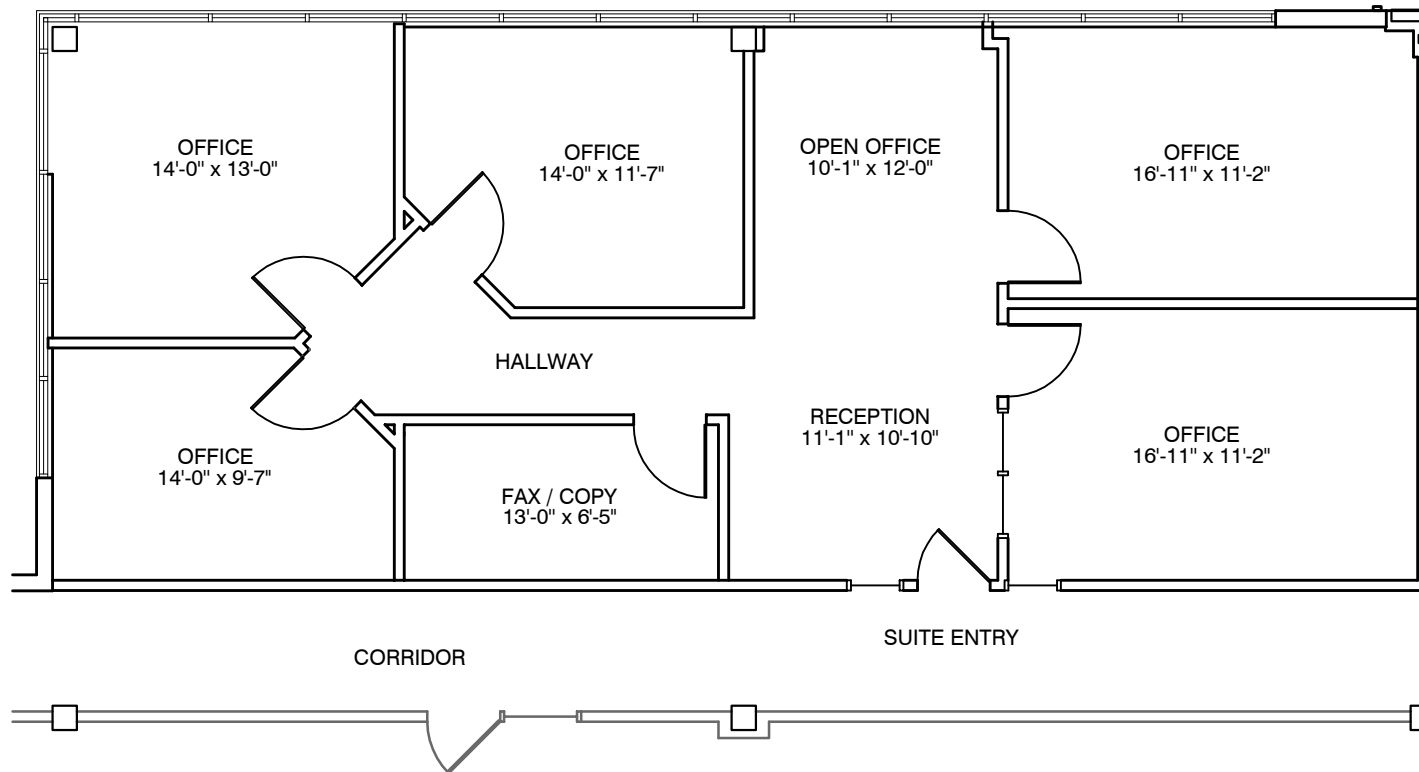 OFFICE
14'-0" x 13'-0"
OFFICE
14'-0" x 11'-7"
OPEN OFFICE
10'-1" x 12'-0"
OFFICE
16'-11" x 11'-2"
HALLWAY
RECEPTION
11'-1" x 10'-10"
OFFICE
16'-11" x 11'-2"
OFFICE
14'-0" x 9'-7"
FAX / COPY
13'-0" x 6'-5"
SUITE ENTRY
CORRIDOR